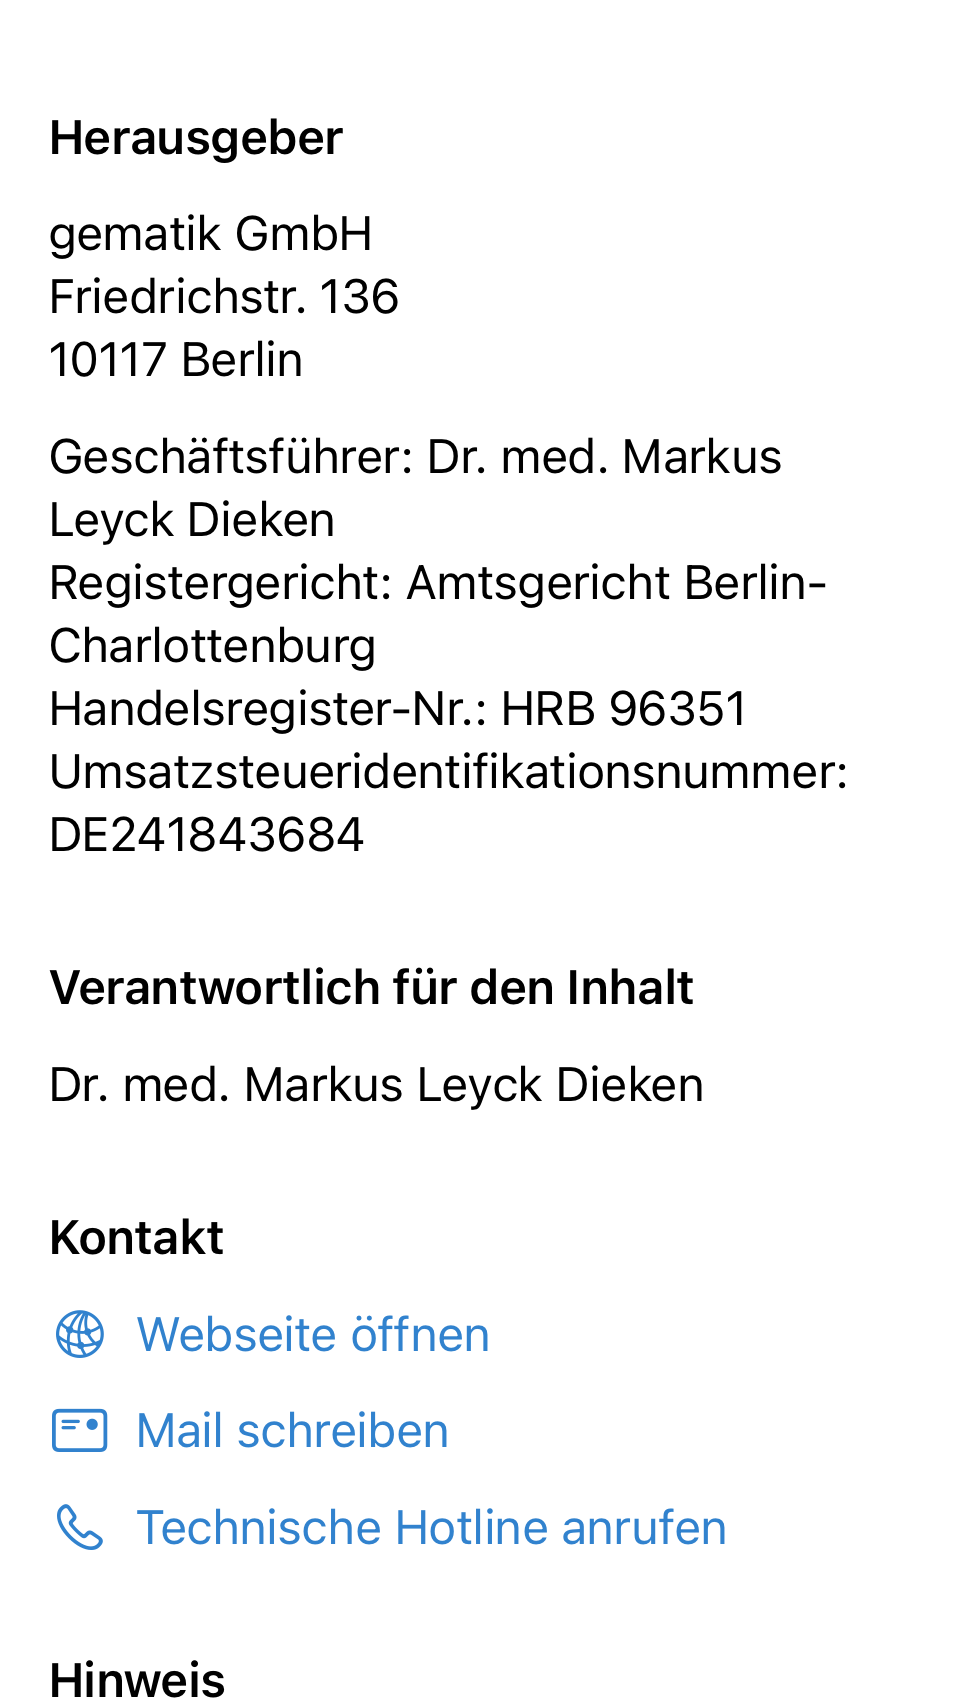 Herausgeber
gematik GmbH
Friedrichstr. 136
10117 Berlin
Geschäftsführer: Dr. med. Markus
Leyck Dieken
Registergericht: Amtsgericht Berlin-
Charlottenburg
Handelsregister-Nr.: HRB 96351
Umsatzsteueridentifikationsnummer:
DE241843684
Verantwortlich für den Inhalt
Dr. med. Markus Leyck Dieken
Kontakt
Webseite öffnen
Mail schreiben
Technische Hotline anrufen
Hinweis